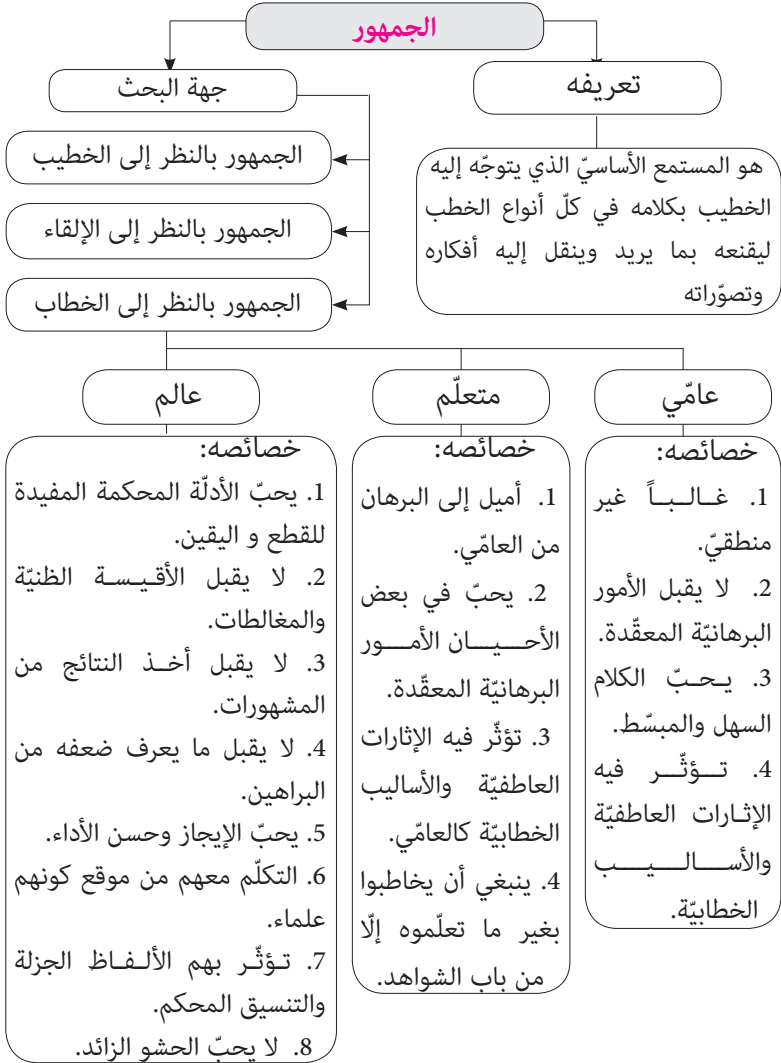 الجمهور
تعريفه
هو المستمع الأساسيّ الذي يتوجّه إليه
الخطيب بكلامه في كلّ أنواع الخطب
ليقنعه بما يريد وينقل إليه أفكاره
وتصوّراته
جهة البحث
الجمهور بالنظر إلى الخطيب
الجمهور بالنظر إلى الإلقاء
الجمهور بالنظر إلى الخطاب
عامّي
خصائصه:
1. غالباً غير
منطقيّ.
2. لا يقبل الأمور
البرهانيّة المعقّدة.
3. يحبّ الكلام
السهل والمبسّط.
4. تؤثّر فيه
الإثارات العاطفيّة
والأساليب
الخطابيّة.
متعلّم
خصائصه:
1. أميل إلى البرهان
من العامّي.
2. يحبّ في بعض
الأحيان الأمور
البرهانيّة المعقّدة.
3. تؤثّر فيه الإثارات
العاطفيّة والأساليب
الخطابيّة كالعامّي.
4. ينبغي أن يخاطبوا
بغير ما تعلّموه إلّا
من باب الشواهد.
عالم
خصائصه:
1. يحبّ الأدلّة المحكمة المفيدة
للقطع و اليقين.
2. لا يقبل الأقيسة الظنيّة
والمغالطات.
3. لا يقبل أخذ النتائج من
المشهورات.
4. لا يقبل ما يعرف ضعفه من
البراهين.
5. يحبّ الإيجاز وحسن الأداء.
6. التكلّم معهم من موقع كونهم
علماء.
7. تؤثّر بهم الألفاظ الجزلة
والتنسيق المحكم.
8. لا يحبّ الحشو الزائد.